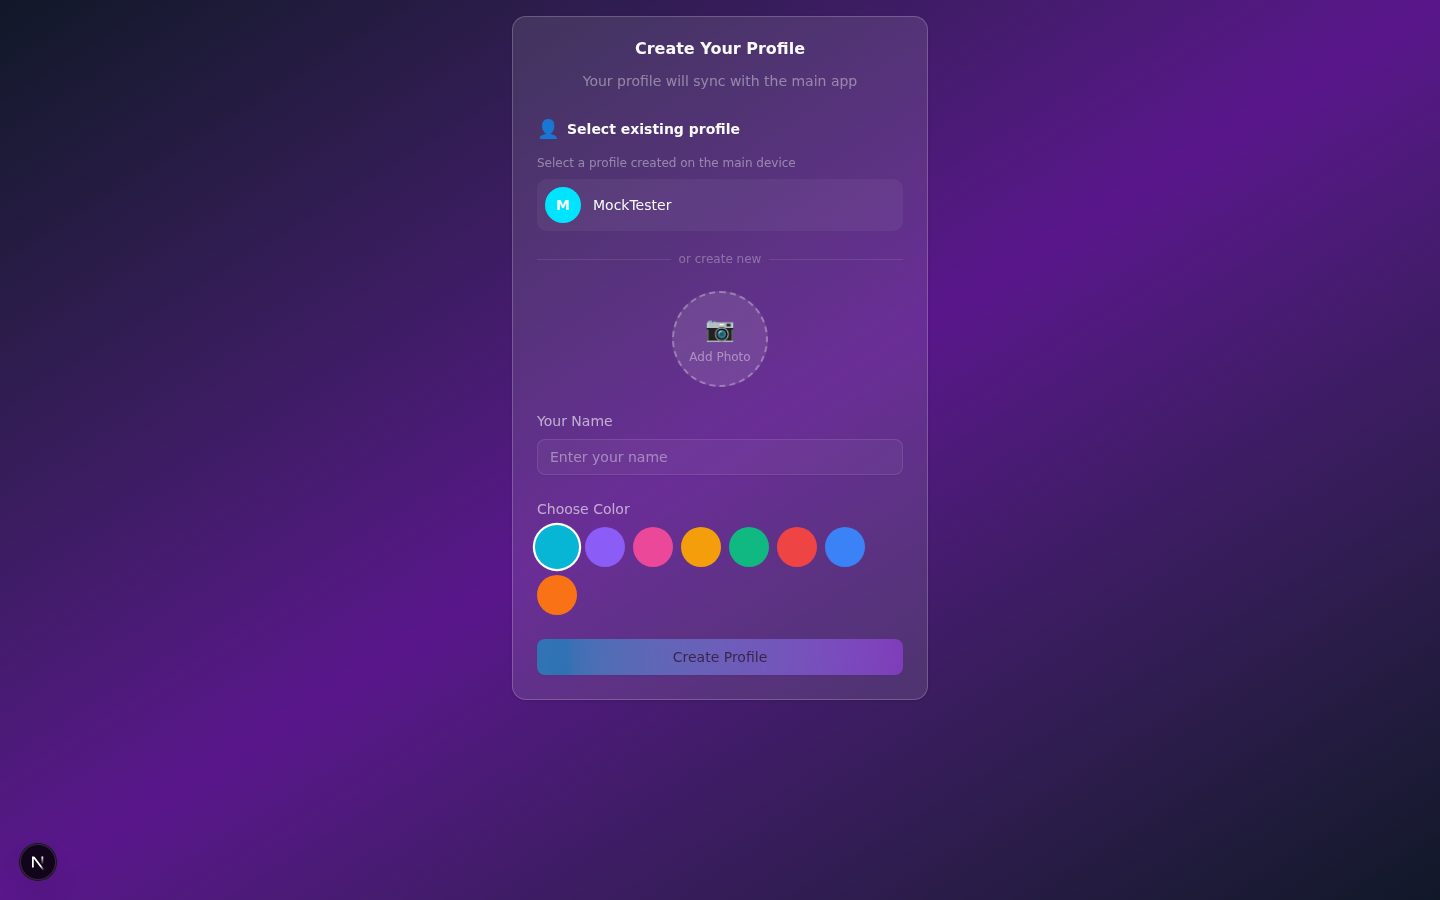 Create Your Profile
Your profile will sync with the main app
Select existing profile
Select a profile created on the main device
M MockTester
or create new
Add Photo
Your Name
Enter your name
Choose Color
Create Profile
N